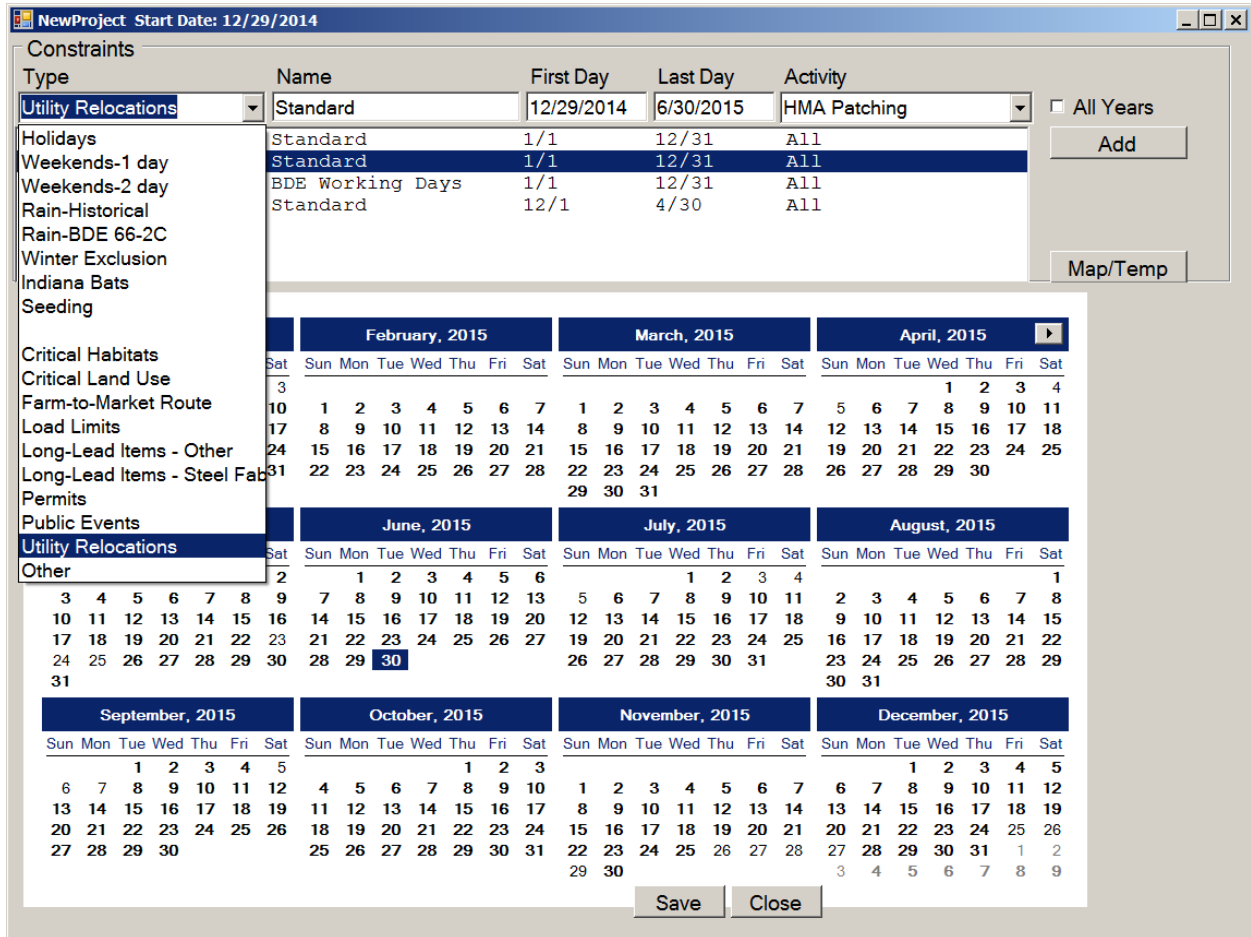 NewProject Start Date: 12/29/2014
Constraints
Type Name First Day Last Day Activity
Utility Relocations Standard 12/29/2014 6/30/2015 HMA Patching All Years
Add
Map/Temp
Holidays
Weekends-1 day
Weekends-2 day
Rain-Historical
Rain-BDE 66-2C
Winter Exclusion
Indiana Bats
Seeding
Critical Habitats
Critical Land Use
Farm-to-Market Route
Load Limits
Long-Lead Items - Other
Long-Lead Items - Steel Fab
Permits
Public Events
Utility Relocations
Other
Standard 1/1 12/31 All
Standard 1/1 12/31 All
BDE Working Days 1/1 12/31 All
Standard 12/1 4/30 All
February, 2015 March, 2015 April, 2015
Sat Sun Mon Tue Wed Thu Fri Sat Sun Mon Tue Wed Thu Fri Sat Sun Mon Tue Wed Thu Fri Sat
3 1 2 3 4
10 1 2 3 4 5 6 7 1 2 3 4 5 6 7 5 6 7 8 9 10 11
17 8 9 10 11 12 13 14 8 9 10 11 12 13 14 12 13 14 15 16 17 18
24 15 16 17 18 19 20 21 15 16 17 18 19 20 21 19 20 21 22 23 24 25
31 22 23 24 25 26 27 28 22 23 24 25 26 27 28 26 27 28 29 30
29 30 31
June, 2015 July, 2015 August, 2015
Sat Sun Mon Tue Wed Thu Fri Sat Sun Mon Tue Wed Thu Fri Sat Sun Mon Tue Wed Thu Fri Sat
2 1 2 3 4 5 6 1 2 3 4 1
3 4 5 6 7 8 9 7 8 9 10 11 12 13 5 6 7 8 9 10 11 2 3 4 5 6 7 8
10 11 12 13 14 15 16 14 15 16 17 18 19 20 12 13 14 15 16 17 18 9 10 11 12 13 14 15
17 18 19 20 21 22 23 21 22 23 24 25 26 27 19 20 21 22 23 24 25 16 17 18 19 20 21 22
24 25 26 27 28 29 30 28 29 30 26 27 28 29 30 31 23 24 25 26 27 28 29
31 30 31
September, 2015 October, 2015 November, 2015 December, 2015
Sun Mon Tue Wed Thu Fri Sat Sun Mon Tue Wed Thu Fri Sat Sun Mon Tue Wed Thu Fri Sat Sun Mon Tue Wed Thu Fri Sat
1 2 3 4 5 1 2 3 1 2 3 4 5
6 7 8 9 10 11 12 4 5 6 7 8 9 10 1 2 3 4 5 6 7 6 7 8 9 10 11 12
13 14 15 16 17 18 19 11 12 13 14 15 16 17 8 9 10 11 12 13 14 13 14 15 16 17 18 19
20 21 22 23 24 25 26 18 19 20 21 22 23 24 15 16 17 18 19 20 21 20 21 22 23 24 25 26
27 28 29 30 25 26 27 28 29 30 31 22 23 24 25 26 27 28 27 28 29 30 31 1 2
29 30 3 4 5 6 7 8 9
Save Close